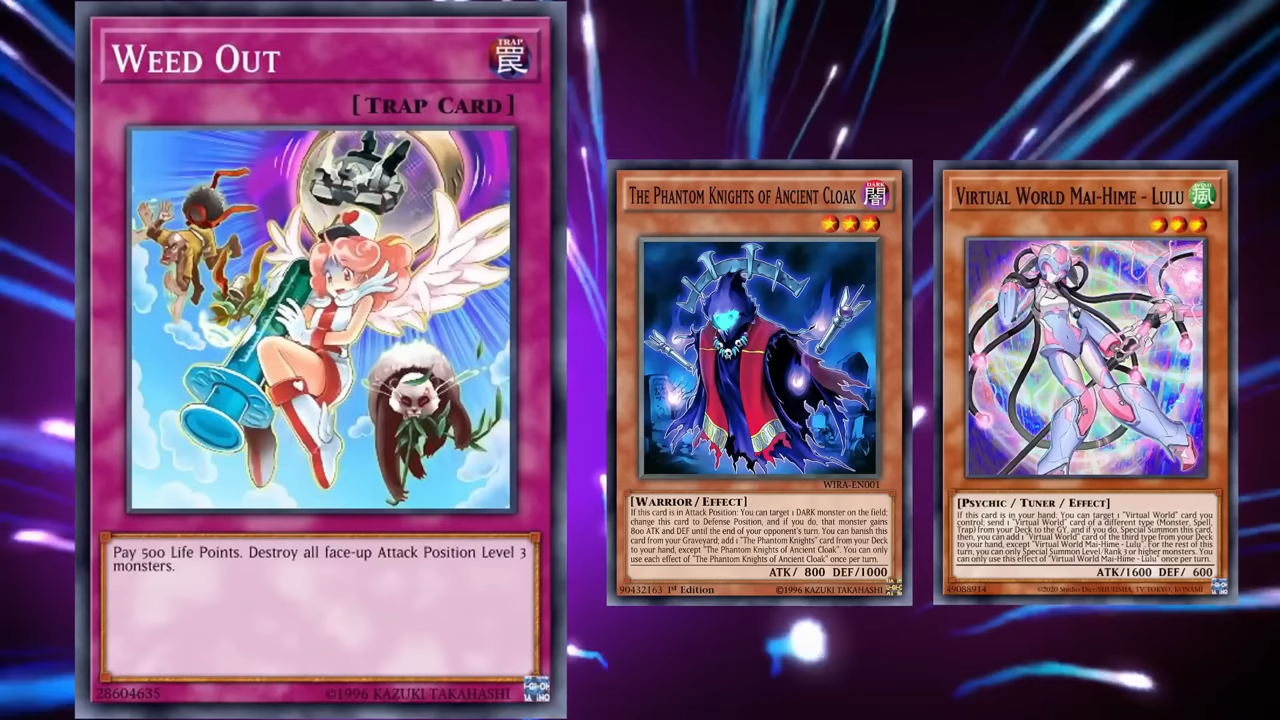 WEED OUT
TRAP
罠
[TRAP CARD]
Pay 500 Life Points. Destroy all face-up Attack Position Level 3
monsters.
28604635
©1996 KAZUKI TAKAHASHI
THE PHANTOM KNIGHTS OF ANCIENT CLOAK
DARK
闇
WIRA-EN001
[WARRIOR / EFFECT]
If this card is in Attack Position: You can target 1 DARK monster on the field;
change this card to Defense Position, and if you do, that monster gains
800 ATK and DEF until the end of your opponent's turn. You can banish this
card from your Graveyard; add 1 "The Phantom Knights" card from your Deck
to your hand, except "The Phantom Knights of Ancient Cloak". You can only
use each effect of "The Phantom Knights of Ancient Cloak" once per turn.
ATK/ 800 DEF/1000
90432163 1st Edition
©1996 KAZUKI TAKAHASHI
VIRTUAL WORLD MAI-HIME - LULU
WIND
風
[PSYCHIC / TUNER / EFFECT]
If this card is in your hand: You can target 1 "Virtual World" card you
control; send 1 "Virtual World" card of a different type (Monster, Spell,
Trap) from your Deck to the GY, and if you do, Special Summon this card,
then, you can add 1 "Virtual World" card of the third type from your Deck
to your hand, except "Virtual World Mai-Hime - Lulu". For the rest of this
turn, you can only Special Summon Level/Rank 3 or higher monsters. You
can only use this effect of "Virtual World Mai-Hime - Lulu" once per turn.
ATK/1600 DEF/ 600
49088914
©2020 Studio Dice/SHUEISHA, TV TOKYO, KONAMI